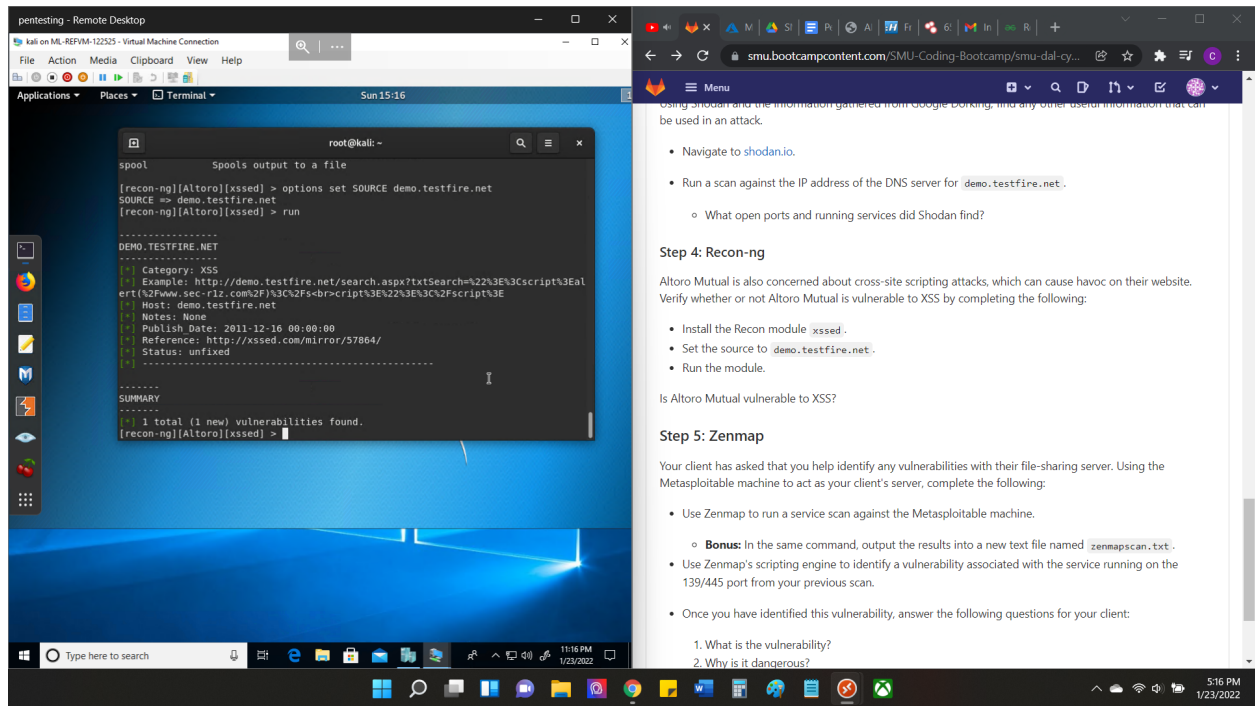 pentesting - Remote Desktop
kali on ML-REFVM-122525 - Virtual Machine Connection
File Action Media Clipboard View Help
Applications Places Terminal Sun 15:16 1
root@kali: ~
spool Spools output to a file
[recon-ng][Altoro][xssed] > options set SOURCE demo.testfire.net
SOURCE => demo.testfire.net
[recon-ng][Altoro][xssed] > run
-----------------
DEMO.TESTFIRE.NET
-----------------
[*] Category: XSS
[*] Example: http://demo.testfire.net/search.aspx?txtSearch=%22%3E%3Cscript%3Eal
ert(%2Fwww.sec-r1z.com%2F)%3C%2Fs<br>cript%3E%22%3E%3C%2Fscript%3E
[*] Host: demo.testfire.net
[*] Notes: None
[*] Publish_Date: 2011-12-16 00:00:00
[*] Reference: http://xssed.com/mirror/57864/
[*] Status: unfixed
[*] --------------------------------------------------
-------
SUMMARY
-------
[*] 1 total (1 new) vulnerabilities found.
[recon-ng][Altoro][xssed] >
Type here to search
11:16 PM
1/23/2022
smu.bootcampcontent.com/SMU-Coding-Bootcamp/smu-dal-cy...
C
Menu
Using Shodan and the information gathered from Google Dorking, find any other useful information that can
be used in an attack.
• Navigate to shodan.io.
• Run a scan against the IP address of the DNS server for demo.testfire.net.
What open ports and running services did Shodan find?
Step 4: Recon-ng
Altoro Mutual is also concerned about cross-site scripting attacks, which can cause havoc on their website.
Verify whether or not Altoro Mutual is vulnerable to XSS by completing the following:
• Install the Recon module xssed.
• Set the source to demo.testfire.net.
• Run the module.
Is Altoro Mutual vulnerable to XSS?
Step 5: Zenmap
Your client has asked that you help identify any vulnerabilities with their file-sharing server. Using the
Metasploitable machine to act as your client's server, complete the following:
• Use Zenmap to run a service scan against the Metasploitable machine.
Bonus: In the same command, output the results into a new text file named zenmapscan.txt.
• Use Zenmap's scripting engine to identify a vulnerability associated with the service running on the
139/445 port from your previous scan.
• Once you have identified this vulnerability, answer the following questions for your client:
1. What is the vulnerability?
2. Why is it dangerous?
5:16 PM
1/23/2022